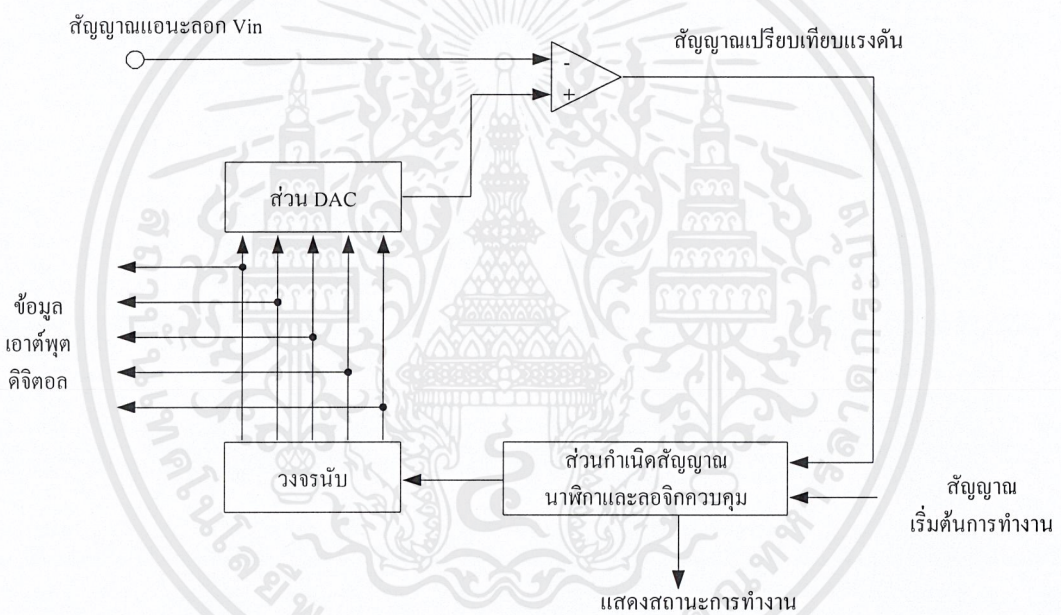 สัญญาณแอนะลอก Vin
สัญญาณเปรียบเทียบแรงดัน
-
+
ส่วน DAC
ข้อมูล
เอาต์พุต
ดิจิตอล
วงจรนับ
ส่วนกำเนิดสัญญาณ
นาฬิกาและลอจิกควบคุม
สัญญาณ
เริ่มต้นการทำงาน
แสดงสถานะการทำงาน